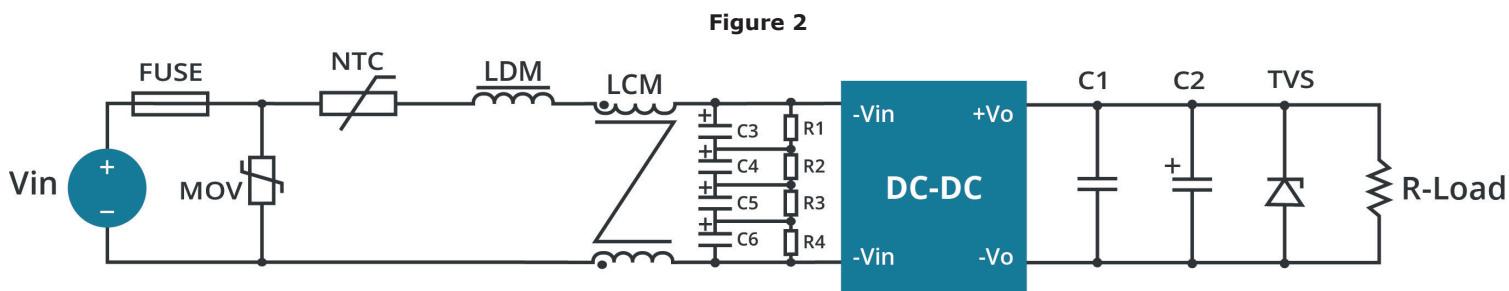 Figure 2
FUSE
NTC
LDM
LCM
C1
C2
TVS
+
C3
R1
-Vin
+Vo
+
C4
R2
Vin
+
−
MOV
DC-DC
+
R-Load
+
C5
R3
+
C6
R4
-Vin
-Vo